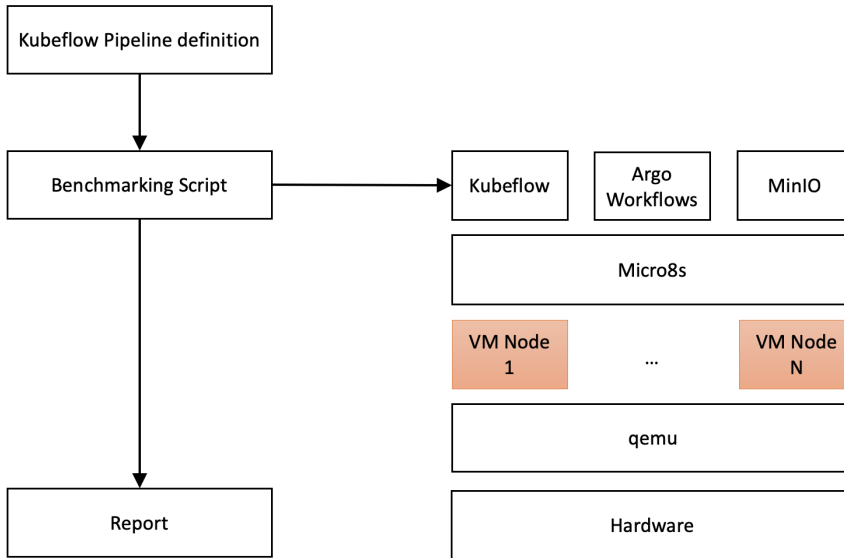 Kubeflow Pipeline definition
Benchmarking Script
Kubeflow
Argo
Workflows
MinIO
Micro8s
VM Node
1
...
VM Node
N
qemu
Report
Hardware